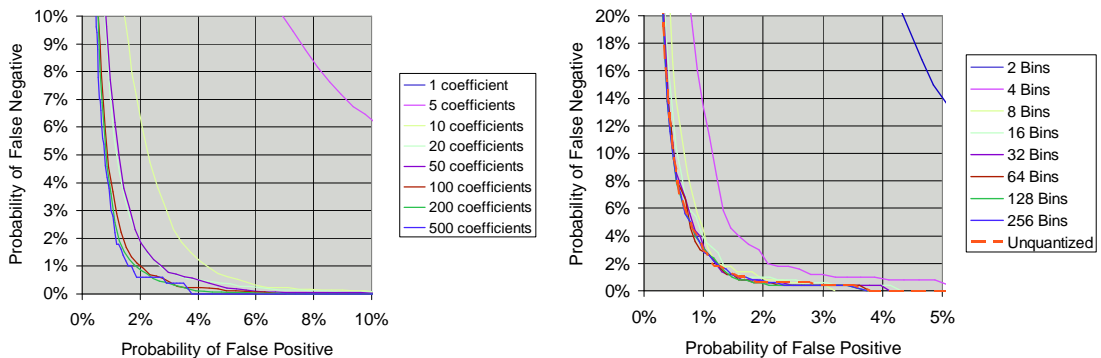 10%
9%
8%
7%
6%
5%
4%
3%
2%
1%
0%
0% 2% 4% 6% 8% 10%
Probability of False Negative
Probability of False Positive
1 coefficient
5 coefficients
10 coefficients
20 coefficients
50 coefficients
100 coefficients
200 coefficients
500 coefficients
20%
18%
16%
14%
12%
10%
8%
6%
4%
2%
0%
0% 1% 2% 3% 4% 5%
Probability of False Negative
Probability of False Positive
2 Bins
4 Bins
8 Bins
16 Bins
32 Bins
64 Bins
128 Bins
256 Bins
Unquantized